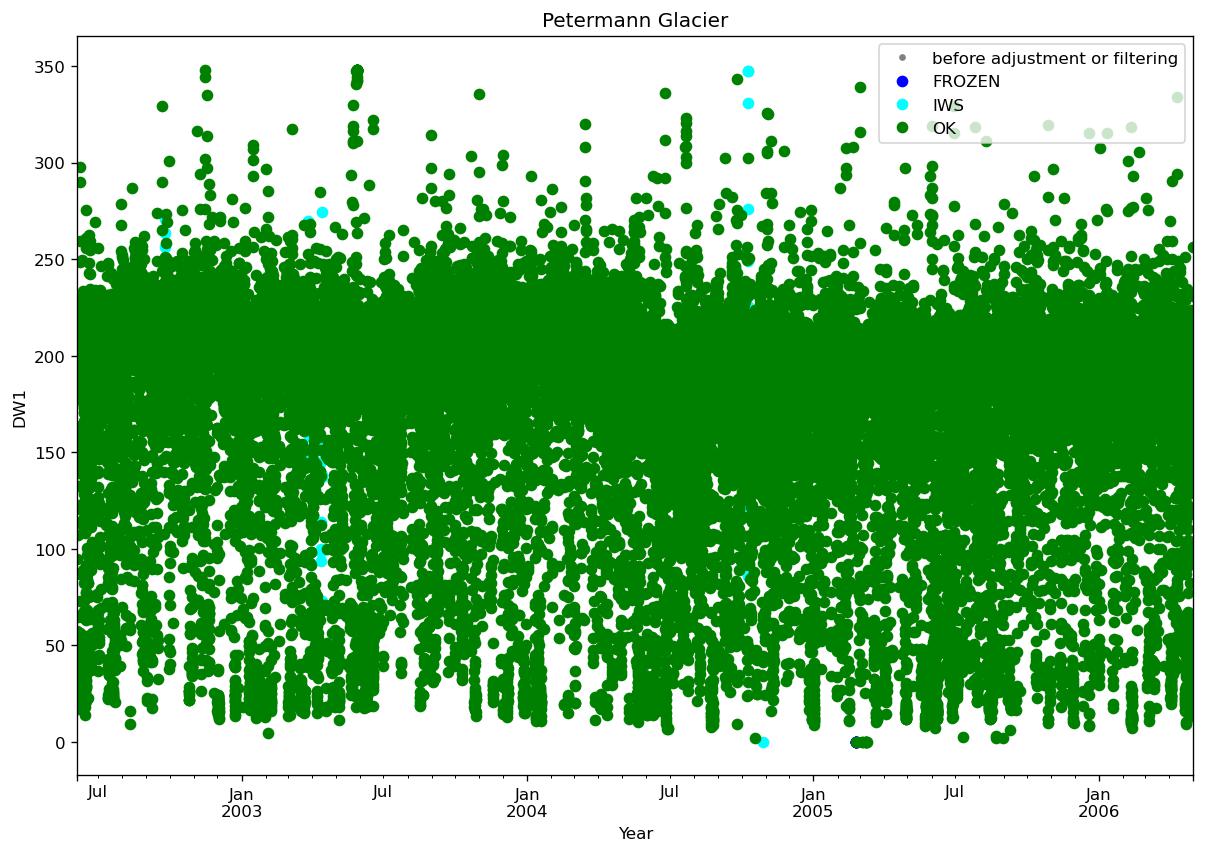 Petermann Glacier
before adjustment or filtering
FROZEN
IWS
OK
DW1
350
300
250
200
150
100
50
0
Jul
Jan
2003
Jul
Jan
2004
Jul
Jan
2005
Jul
Jan
2006
Year